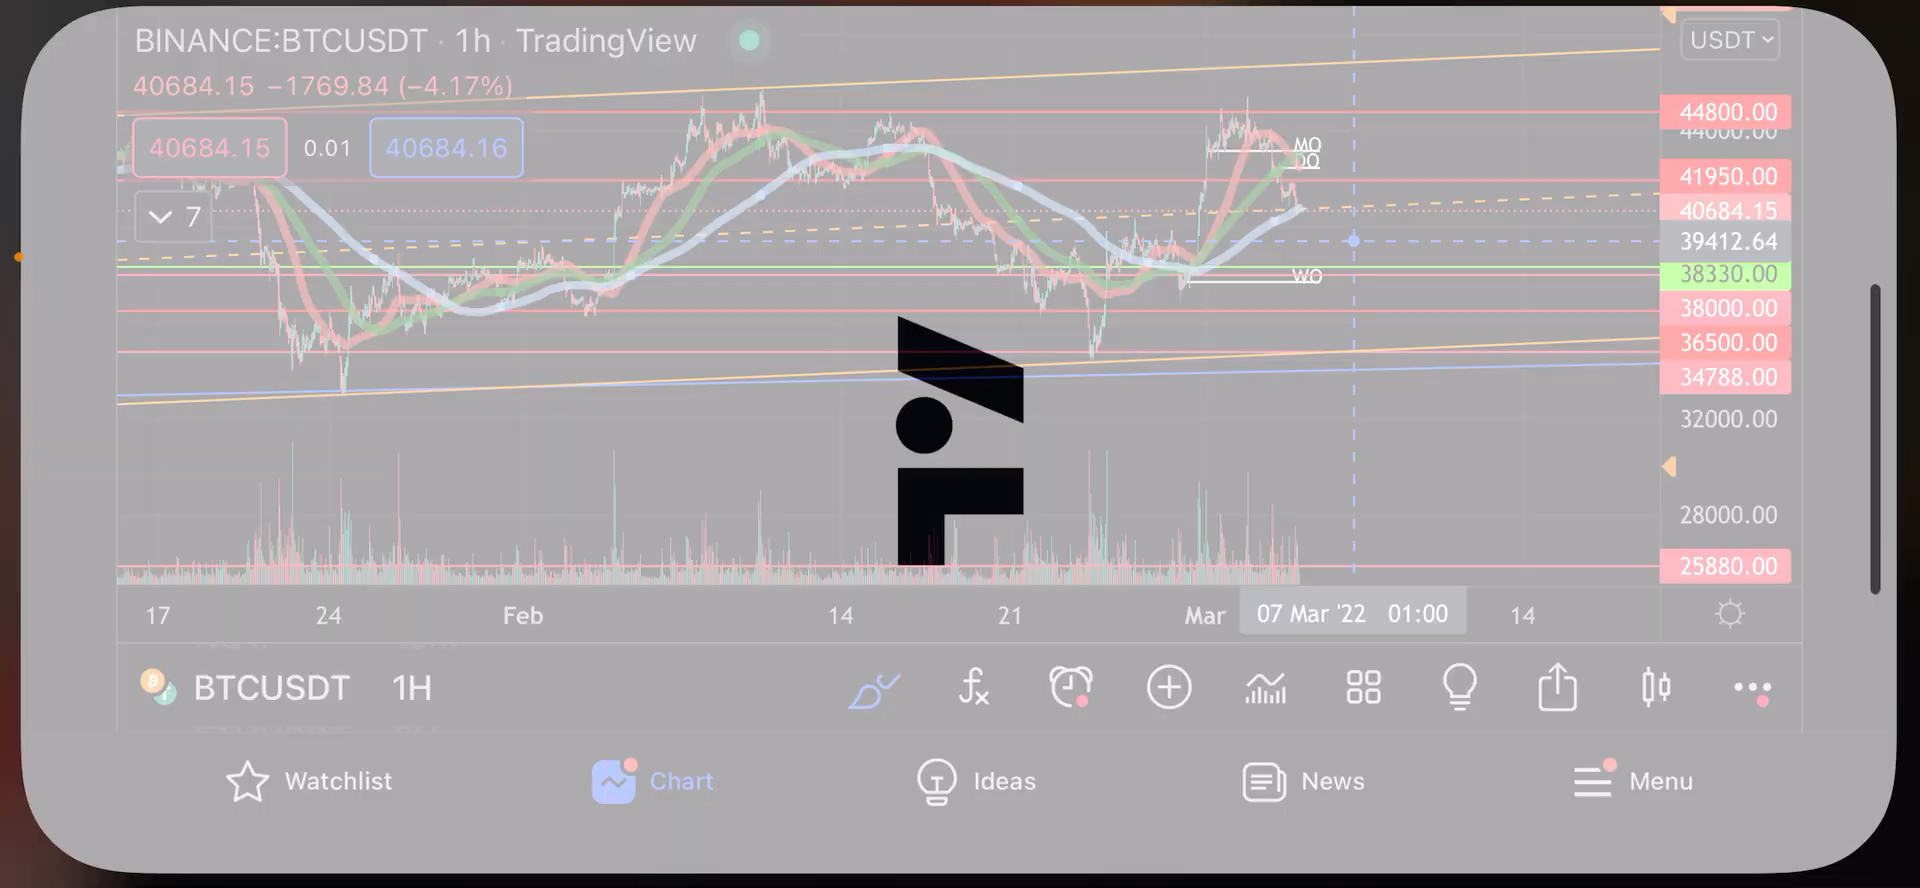 BINANCE:BTCUSDT · 1h · TradingView
USDT
40684.15 −1769.84 (−4.17%)
40684.15 0.01 40684.16
7
MO
DO
WO
44800.00
44000.00
41950.00
40684.15
39412.64
38330.00
38000.00
36500.00
34788.00
32000.00
28000.00
25880.00
17 24 Feb 14 21 Mar 07 Mar '22 01:00 14
BTCUSDT 1H
Watchlist Chart Ideas News Menu